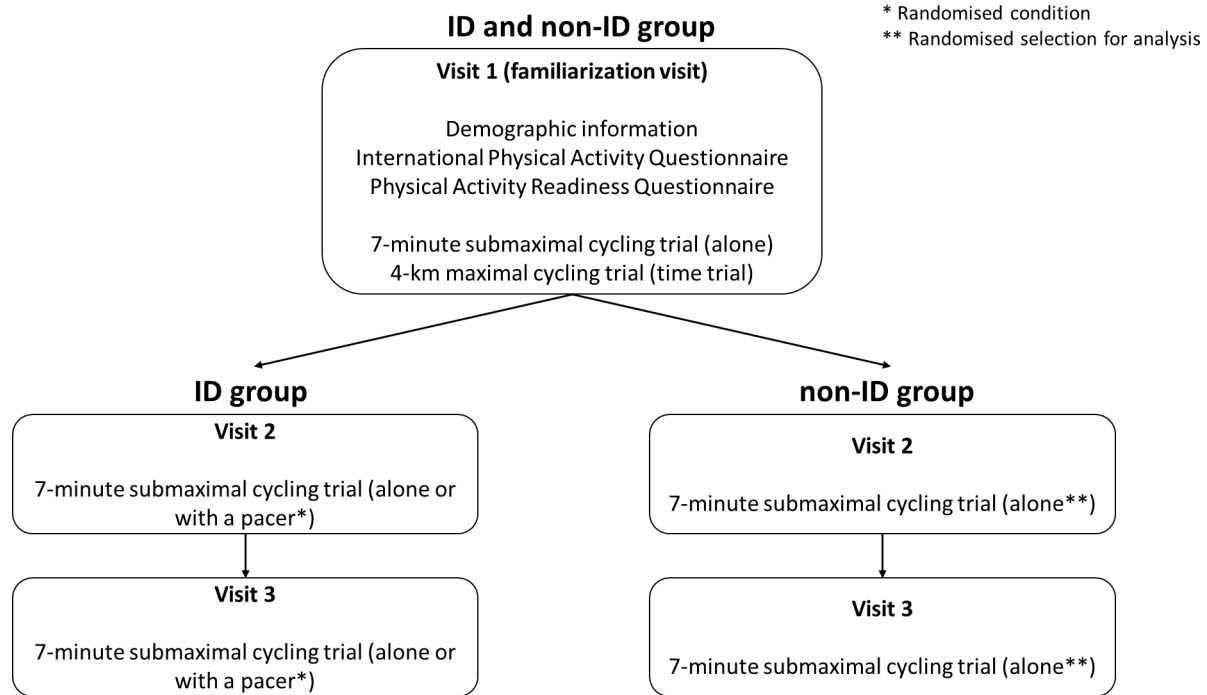 * Randomised condition
** Randomised selection for analysis
ID and non-ID group
Visit 1 (familiarization visit)
Demographic information
International Physical Activity Questionnaire
Physical Activity Readiness Questionnaire
7-minute submaximal cycling trial (alone)
4-km maximal cycling trial (time trial)
ID group
Visit 2
7-minute submaximal cycling trial (alone or
with a pacer*)
Visit 3
7-minute submaximal cycling trial (alone or
with a pacer*)
non-ID group
Visit 2
7-minute submaximal cycling trial (alone**)
Visit 3
7-minute submaximal cycling trial (alone**)